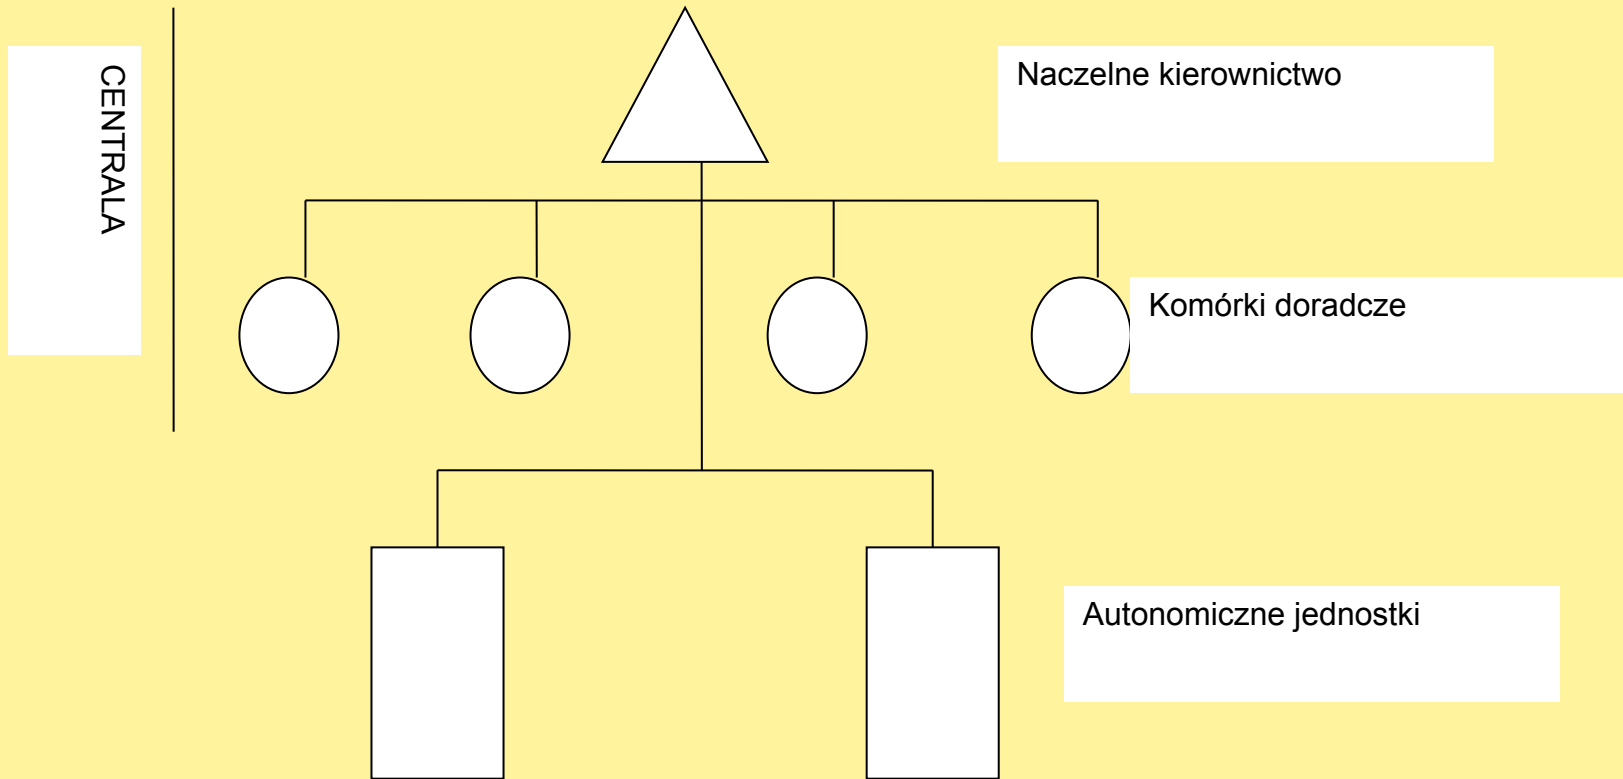 CENTRALA
Naczelne kierownictwo
Komórki doradcze
Autonomiczne jednostki